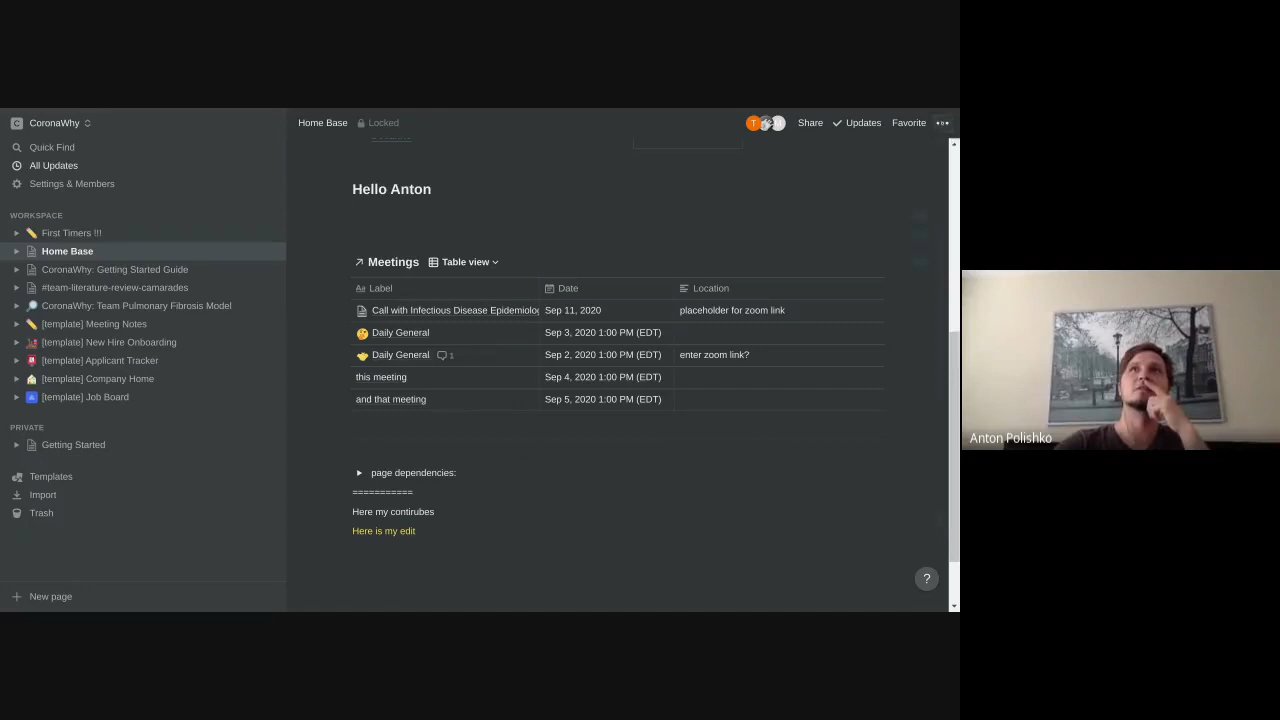 C CoronaWhy
Home Base Locked
T
Share Updates Favorite
Quick Find
All Updates
Settings & Members
Hello Anton
WORKSPACE
First Timers !!!
Home Base
CoronaWhy: Getting Started Guide
#team-literature-review-camarades
CoronaWhy: Team Pulmonary Fibrosis Model
[template] Meeting Notes
[template] New Hire Onboarding
[template] Applicant Tracker
[template] Company Home
[template] Job Board
PRIVATE
Getting Started
Templates
Import
Trash
New page
Meetings Table view
Aa Label Date Location
Call with Infectious Disease Epidemiolog Sep 11, 2020 placeholder for zoom link
Daily General Sep 3, 2020 1:00 PM (EDT)
Daily General 1 Sep 2, 2020 1:00 PM (EDT) enter zoom link?
this meeting Sep 4, 2020 1:00 PM (EDT)
and that meeting Sep 5, 2020 1:00 PM (EDT)
page dependencies:
===========
Here my contirubes
Here is my edit
?
Anton Polishko